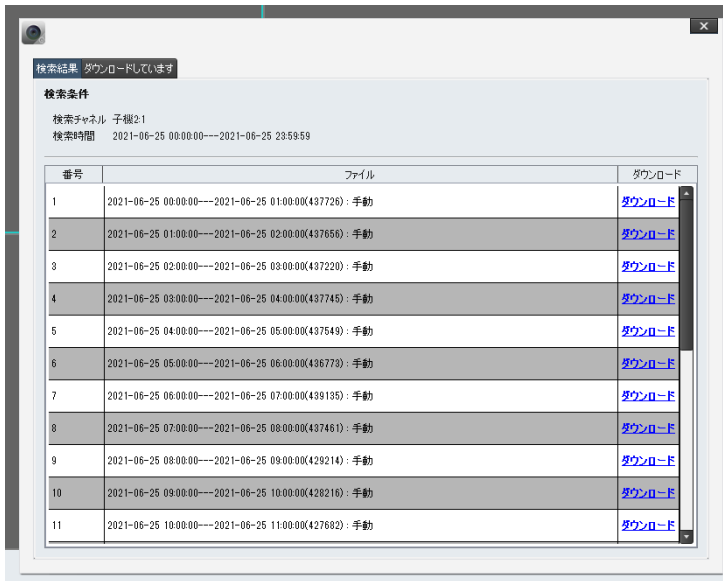 検索結果 ダウンロードしています
検索条件
検索チャネル 子機2:1
検索時間 2021-06-25 00:00:00---2021-06-25 23:59:59
番号 ファイル ダウンロード
1 2021-06-25 00:00:00---2021-06-25 01:00:00(437726) : 手動 ダウンロード
2 2021-06-25 01:00:00---2021-06-25 02:00:00(437656) : 手動 ダウンロード
3 2021-06-25 02:00:00---2021-06-25 03:00:00(437220) : 手動 ダウンロード
4 2021-06-25 03:00:00---2021-06-25 04:00:00(437745) : 手動 ダウンロード
5 2021-06-25 04:00:00---2021-06-25 05:00:00(437549) : 手動 ダウンロード
6 2021-06-25 05:00:00---2021-06-25 06:00:00(436773) : 手動 ダウンロード
7 2021-06-25 06:00:00---2021-06-25 07:00:00(439135) : 手動 ダウンロード
8 2021-06-25 07:00:00---2021-06-25 08:00:00(437461) : 手動 ダウンロード
9 2021-06-25 08:00:00---2021-06-25 09:00:00(429214) : 手動 ダウンロード
10 2021-06-25 09:00:00---2021-06-25 10:00:00(428216) : 手動 ダウンロード
11 2021-06-25 10:00:00---2021-06-25 11:00:00(427682) : 手動 ダウンロード